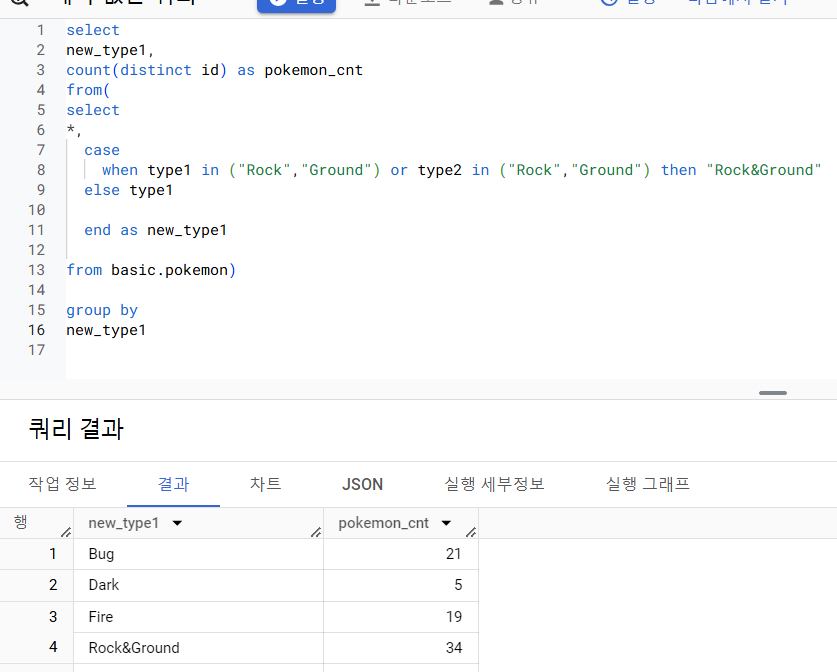 1 select
2 new_type1,
3 count(distinct id) as pokemon_cnt
4 from(
5 select
6 *,
7 case
8 when type1 in ("Rock","Ground") or type2 in ("Rock","Ground") then "Rock&Ground"
9 else type1
10
11 end as new_type1
12
13 from basic.pokemon)
14
15 group by
16 new_type1
17
쿼리 결과
작업 정보 결과 차트 JSON 실행 세부정보 실행 그래프
행 new_type1 pokemon_cnt
1 Bug 21
2 Dark 5
3 Fire 19
4 Rock&Ground 34